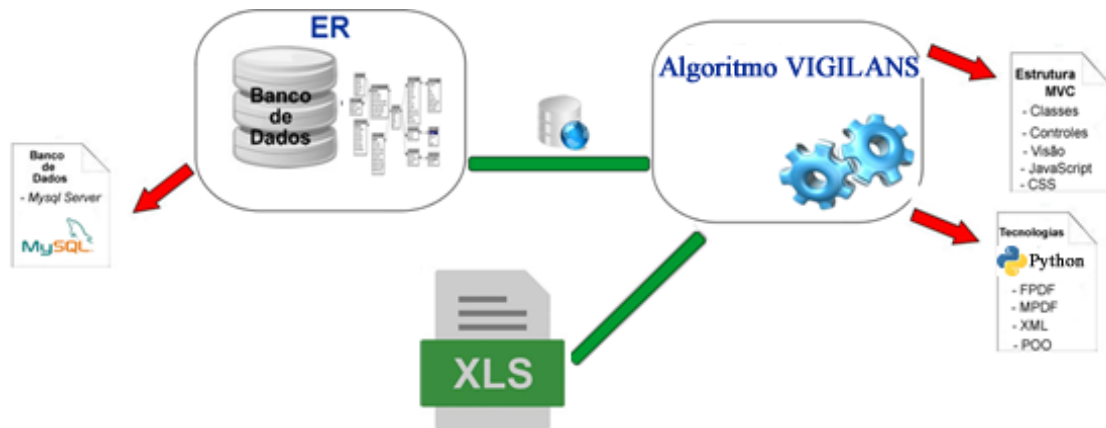 ER
Banco
de
Dados
Algoritmo VIGILANS
Estrutura
MVC
- Classes
- Controles
- Visão
- JavaScript
- CSS
Banco
de
Dados
- Mysql Server
MySQL
Tecnologias
Python
- FPDF
- MPDF
- XML
- POO
XLS